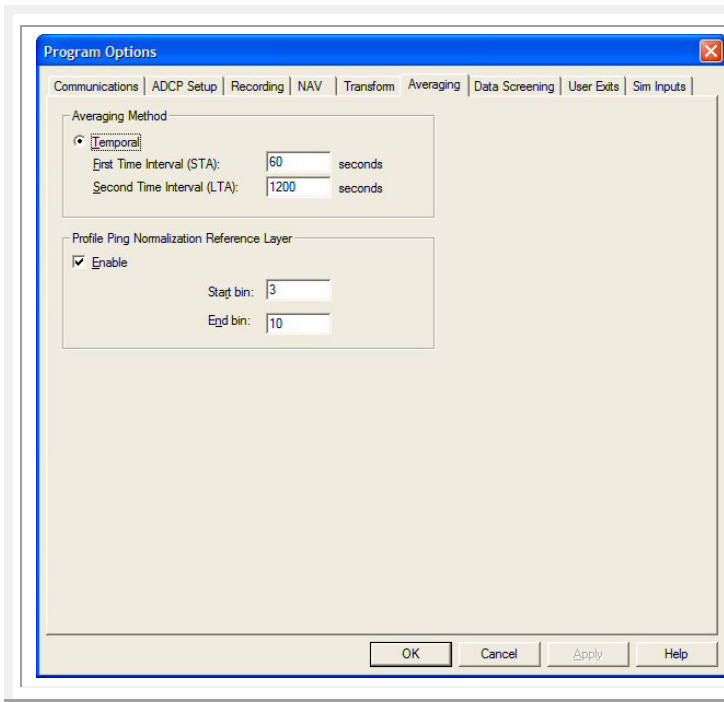 Program Options
Communications ADCP Setup Recording NAV Transform Averaging Data Screening User Exits Sim Inputs
Averaging Method
Temporal
First Time Interval (STA): 60 seconds
Second Time Interval (LTA): 1200 seconds
Profile Ping Normalization Reference Layer
Enable
Start bin: 3
End bin: 10
OK Cancel Apply Help